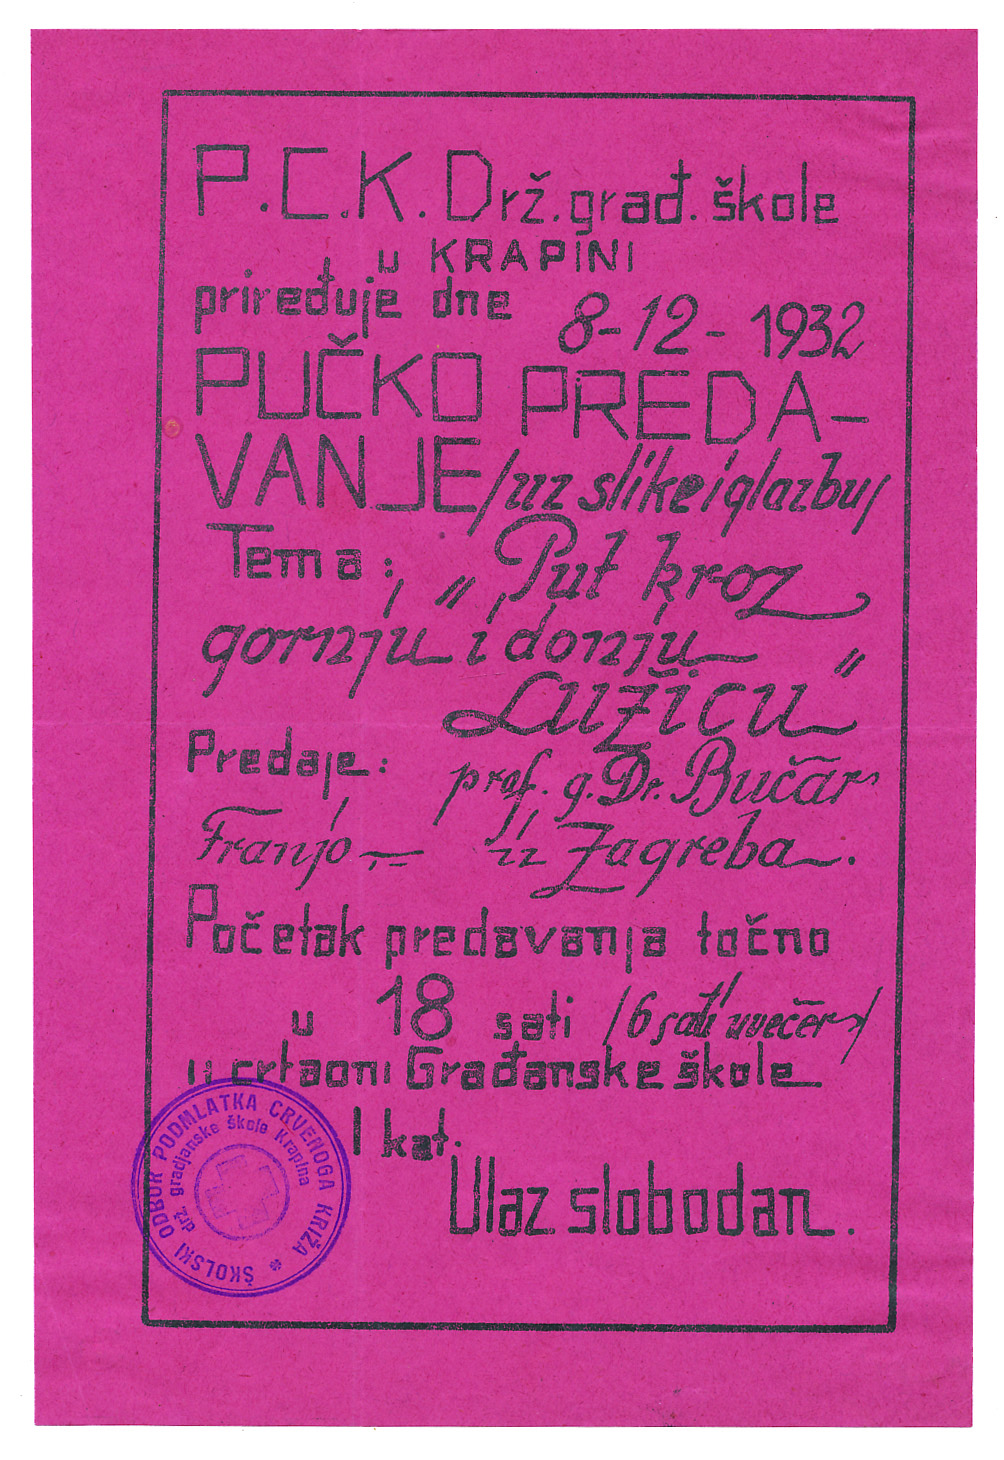 P.C.K. Drž. građ. škole
u KRAPINI
priređuje dne 8-12-1932
PUČKO PREDA-
VANJE /uz slike i glazbu/
Tema: „Put kroz
gornju i donju
Lužicu"
Predaje: prof. g. Dr. Bučar
Franjo iz Zagreba.
Početak predavanja točno
u 18 sati /6 sati uvečer/
u crtaoni Građanske škole
I kat.
Ulaz slobodan.
ŠKOLSKI ODBOR PODMLATKA CRVENOGA KRIŽA *
drž. gradjanske škole Krapina